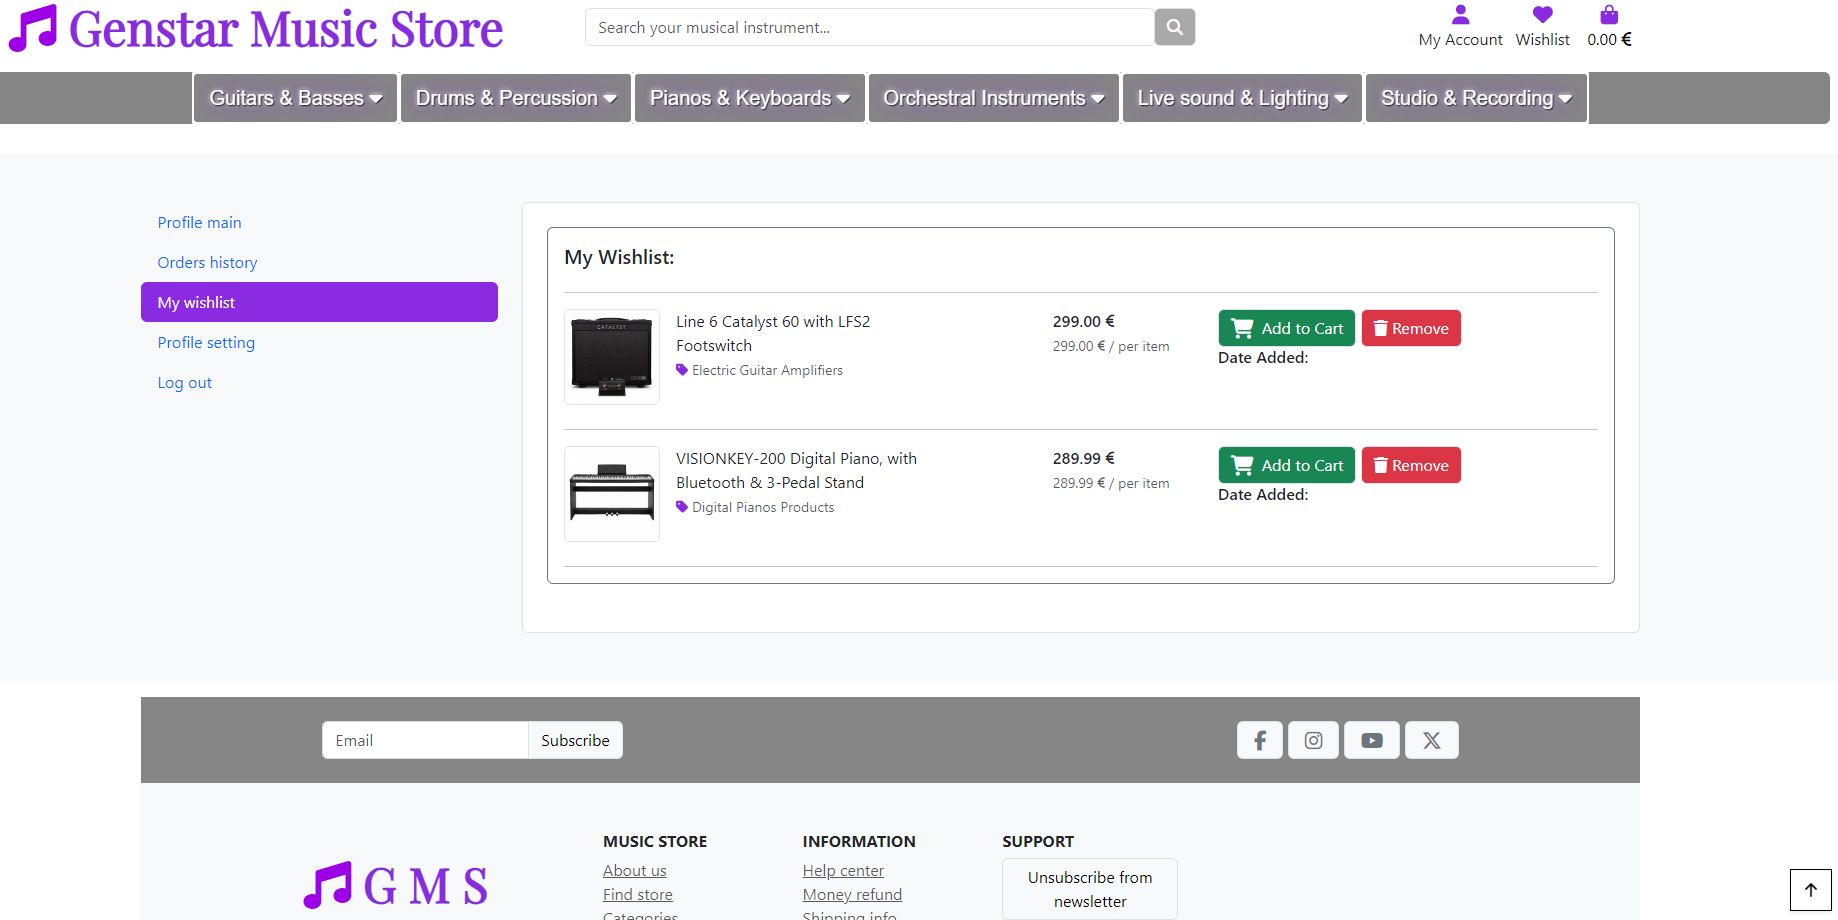 Genstar Music Store
Search your musical instrument...
My Account
Wishlist
0.00 €
Guitars & Basses
Drums & Percussion
Pianos & Keyboards
Orchestral Instruments
Live sound & Lighting
Studio & Recording
Profile main
Orders history
My wishlist
Profile setting
Log out
My Wishlist:
CATALYST
Line 6 Catalyst 60 with LFS2
Footswitch
Electric Guitar Amplifiers
299.00 €
299.00 € / per item
Add to Cart
Remove
Date Added:
VISIONKEY-200 Digital Piano, with
Bluetooth & 3-Pedal Stand
Digital Pianos Products
289.99 €
289.99 € / per item
Add to Cart
Remove
Date Added:
Email
Subscribe
GMS
MUSIC STORE
About us
Find store
Categories
INFORMATION
Help center
Money refund
Shipping info
SUPPORT
Unsubscribe from
newsletter